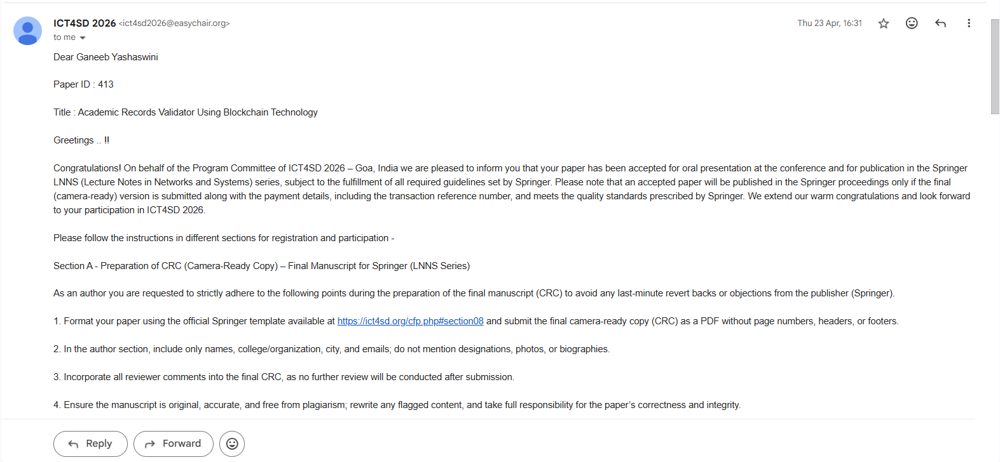 ICT4SD 2026 <ict4sd2026@easychair.org>
Thu 23 Apr, 16:31
to me
Dear Ganeeb Yashaswini
Paper ID : 413
Title : Academic Records Validator Using Blockchain Technology
Greetings .. !!
Congratulations! On behalf of the Program Committee of ICT4SD 2026 – Goa, India we are pleased to inform you that your paper has been accepted for oral presentation at the conference and for publication in the Springer
LNNS (Lecture Notes in Networks and Systems) series, subject to the fulfillment of all required guidelines set by Springer. Please note that an accepted paper will be published in the Springer proceedings only if the final
(camera-ready) version is submitted along with the payment details, including the transaction reference number, and meets the quality standards prescribed by Springer. We extend our warm congratulations and look forward
to your participation in ICT4SD 2026.
Please follow the instructions in different sections for registration and participation -
Section A - Preparation of CRC (Camera-Ready Copy) – Final Manuscript for Springer (LNNS Series)
As an author you are requested to strictly adhere to the following points during the preparation of the final manuscript (CRC) to avoid any last-minute revert backs or objections from the publisher (Springer).
1. Format your paper using the official Springer template available at https://ict4sd.org/cfp.php#section08 and submit the final camera-ready copy (CRC) as a PDF without page numbers, headers, or footers.
2. In the author section, include only names, college/organization, city, and emails; do not mention designations, photos, or biographies.
3. Incorporate all reviewer comments into the final CRC, as no further review will be conducted after submission.
4. Ensure the manuscript is original, accurate, and free from plagiarism; rewrite any flagged content, and take full responsibility for the paper’s correctness and integrity.
Reply
Forward